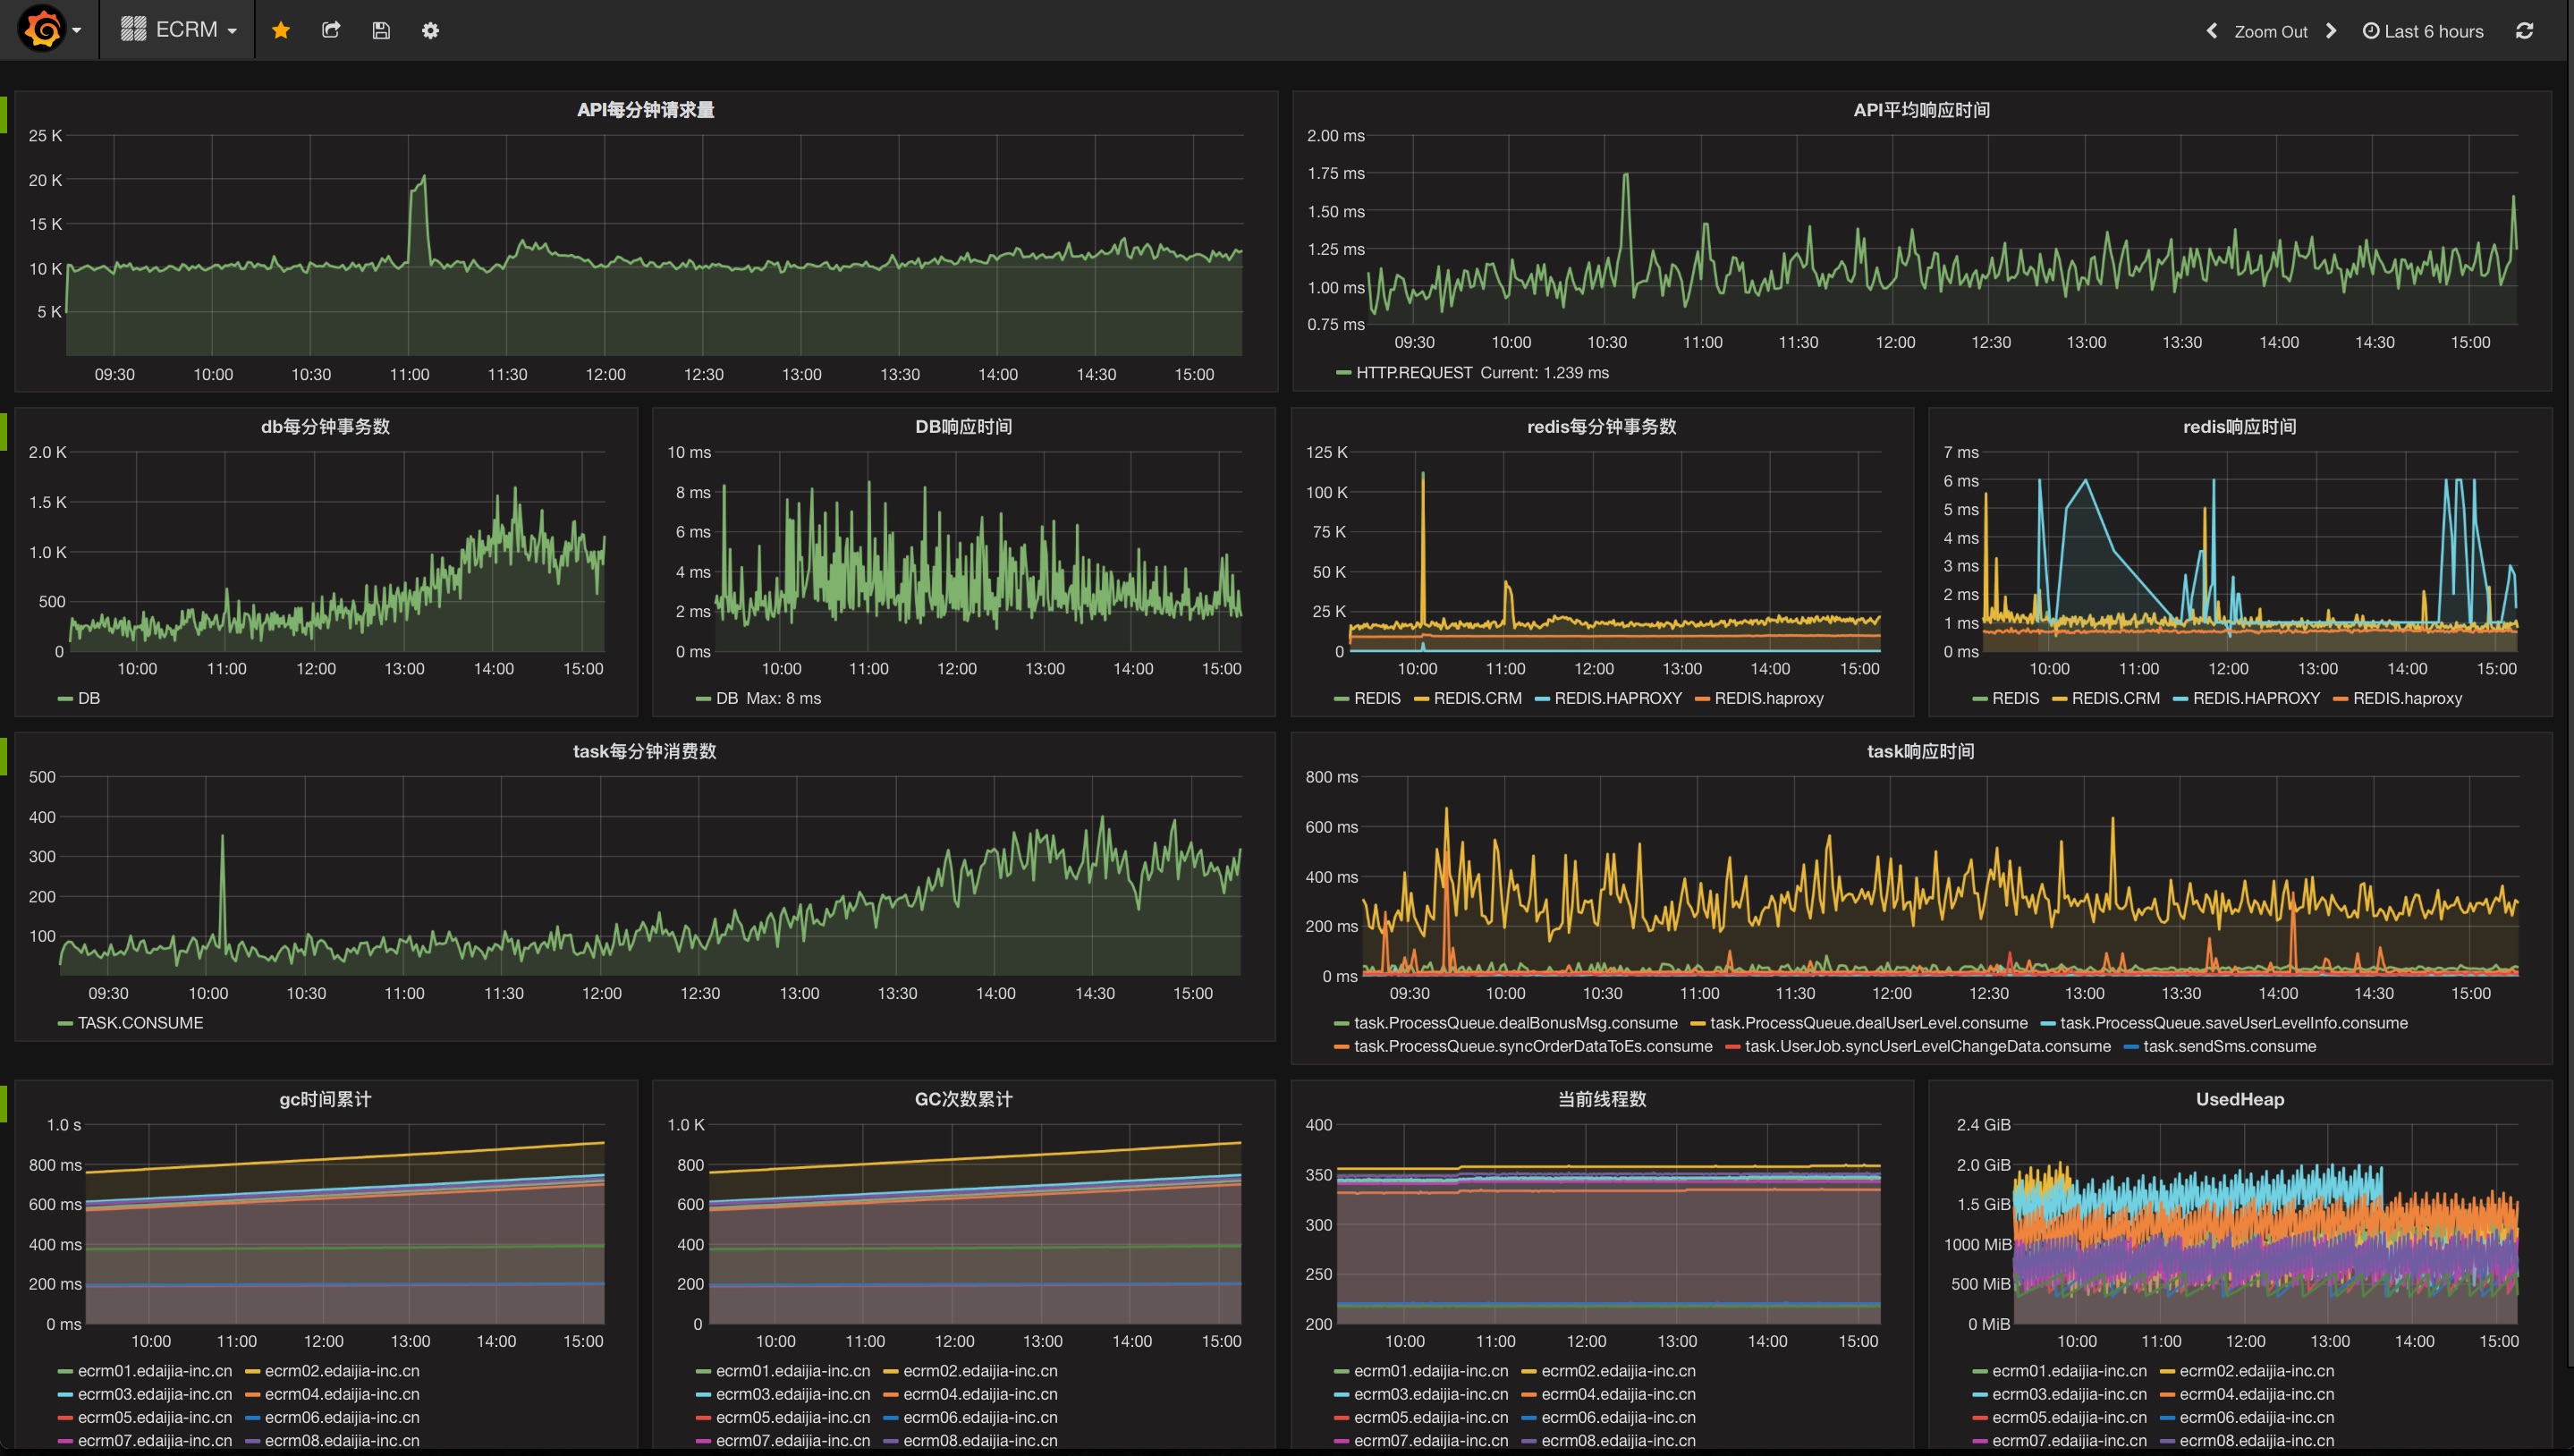 ECRM
Zoom Out
Last 6 hours
API每分钟请求量
25 K
20 K
15 K
10 K
5 K
09:30 10:00 10:30 11:00 11:30 12:00 12:30 13:00 13:30 14:00 14:30 15:00
API平均响应时间
2.00 ms
1.75 ms
1.50 ms
1.25 ms
1.00 ms
0.75 ms
09:30 10:00 10:30 11:00 11:30 12:00 12:30 13:00 13:30 14:00 14:30 15:00
HTTP.REQUEST Current: 1.239 ms
db每分钟事务数
2.0 K
1.5 K
1.0 K
500
0
10:00 11:00 12:00 13:00 14:00 15:00
DB
DB响应时间
10 ms
8 ms
6 ms
4 ms
2 ms
0 ms
10:00 11:00 12:00 13:00 14:00 15:00
DB Max: 8 ms
redis每分钟事务数
125 K
100 K
75 K
50 K
25 K
0
10:00 11:00 12:00 13:00 14:00 15:00
REDIS REDIS.CRM REDIS.HAPROXY REDIS.haproxy
redis响应时间
7 ms
6 ms
5 ms
4 ms
3 ms
2 ms
1 ms
0 ms
10:00 11:00 12:00 13:00 14:00 15:00
REDIS REDIS.CRM REDIS.HAPROXY REDIS.haproxy
task每分钟消费数
500
400
300
200
100
09:30 10:00 10:30 11:00 11:30 12:00 12:30 13:00 13:30 14:00 14:30 15:00
TASK.CONSUME
task响应时间
800 ms
600 ms
400 ms
200 ms
0 ms
09:30 10:00 10:30 11:00 11:30 12:00 12:30 13:00 13:30 14:00 14:30 15:00
task.ProcessQueue.dealBonusMsg.consume task.ProcessQueue.dealUserLevel.consume task.ProcessQueue.saveUserLevelInfo.consume
task.ProcessQueue.syncOrderDataToEs.consume task.UserJob.syncUserLevelChangeData.consume task.sendSms.consume
gc时间累计
1.0 s
800 ms
600 ms
400 ms
200 ms
0 ms
10:00 11:00 12:00 13:00 14:00 15:00
ecrm01.edaijia-inc.cn ecrm02.edaijia-inc.cn
ecrm03.edaijia-inc.cn ecrm04.edaijia-inc.cn
ecrm05.edaijia-inc.cn ecrm06.edaijia-inc.cn
ecrm07.edaijia-inc.cn ecrm08.edaijia-inc.cn
GC次数累计
1.0 K
800
600
400
200
0
10:00 11:00 12:00 13:00 14:00 15:00
ecrm01.edaijia-inc.cn ecrm02.edaijia-inc.cn
ecrm03.edaijia-inc.cn ecrm04.edaijia-inc.cn
ecrm05.edaijia-inc.cn ecrm06.edaijia-inc.cn
ecrm07.edaijia-inc.cn ecrm08.edaijia-inc.cn
当前线程数
400
350
300
250
200
10:00 11:00 12:00 13:00 14:00 15:00
ecrm01.edaijia-inc.cn ecrm02.edaijia-inc.cn
ecrm03.edaijia-inc.cn ecrm04.edaijia-inc.cn
ecrm05.edaijia-inc.cn ecrm06.edaijia-inc.cn
ecrm07.edaijia-inc.cn ecrm08.edaijia-inc.cn
UsedHeap
2.4 GiB
2.0 GiB
1.5 GiB
1000 MiB
500 MiB
0 MiB
10:00 11:00 12:00 13:00 14:00 15:00
ecrm01.edaijia-inc.cn ecrm02.edaijia-inc.cn
ecrm03.edaijia-inc.cn ecrm04.edaijia-inc.cn
ecrm05.edaijia-inc.cn ecrm06.edaijia-inc.cn
ecrm07.edaijia-inc.cn ecrm08.edaijia-inc.cn